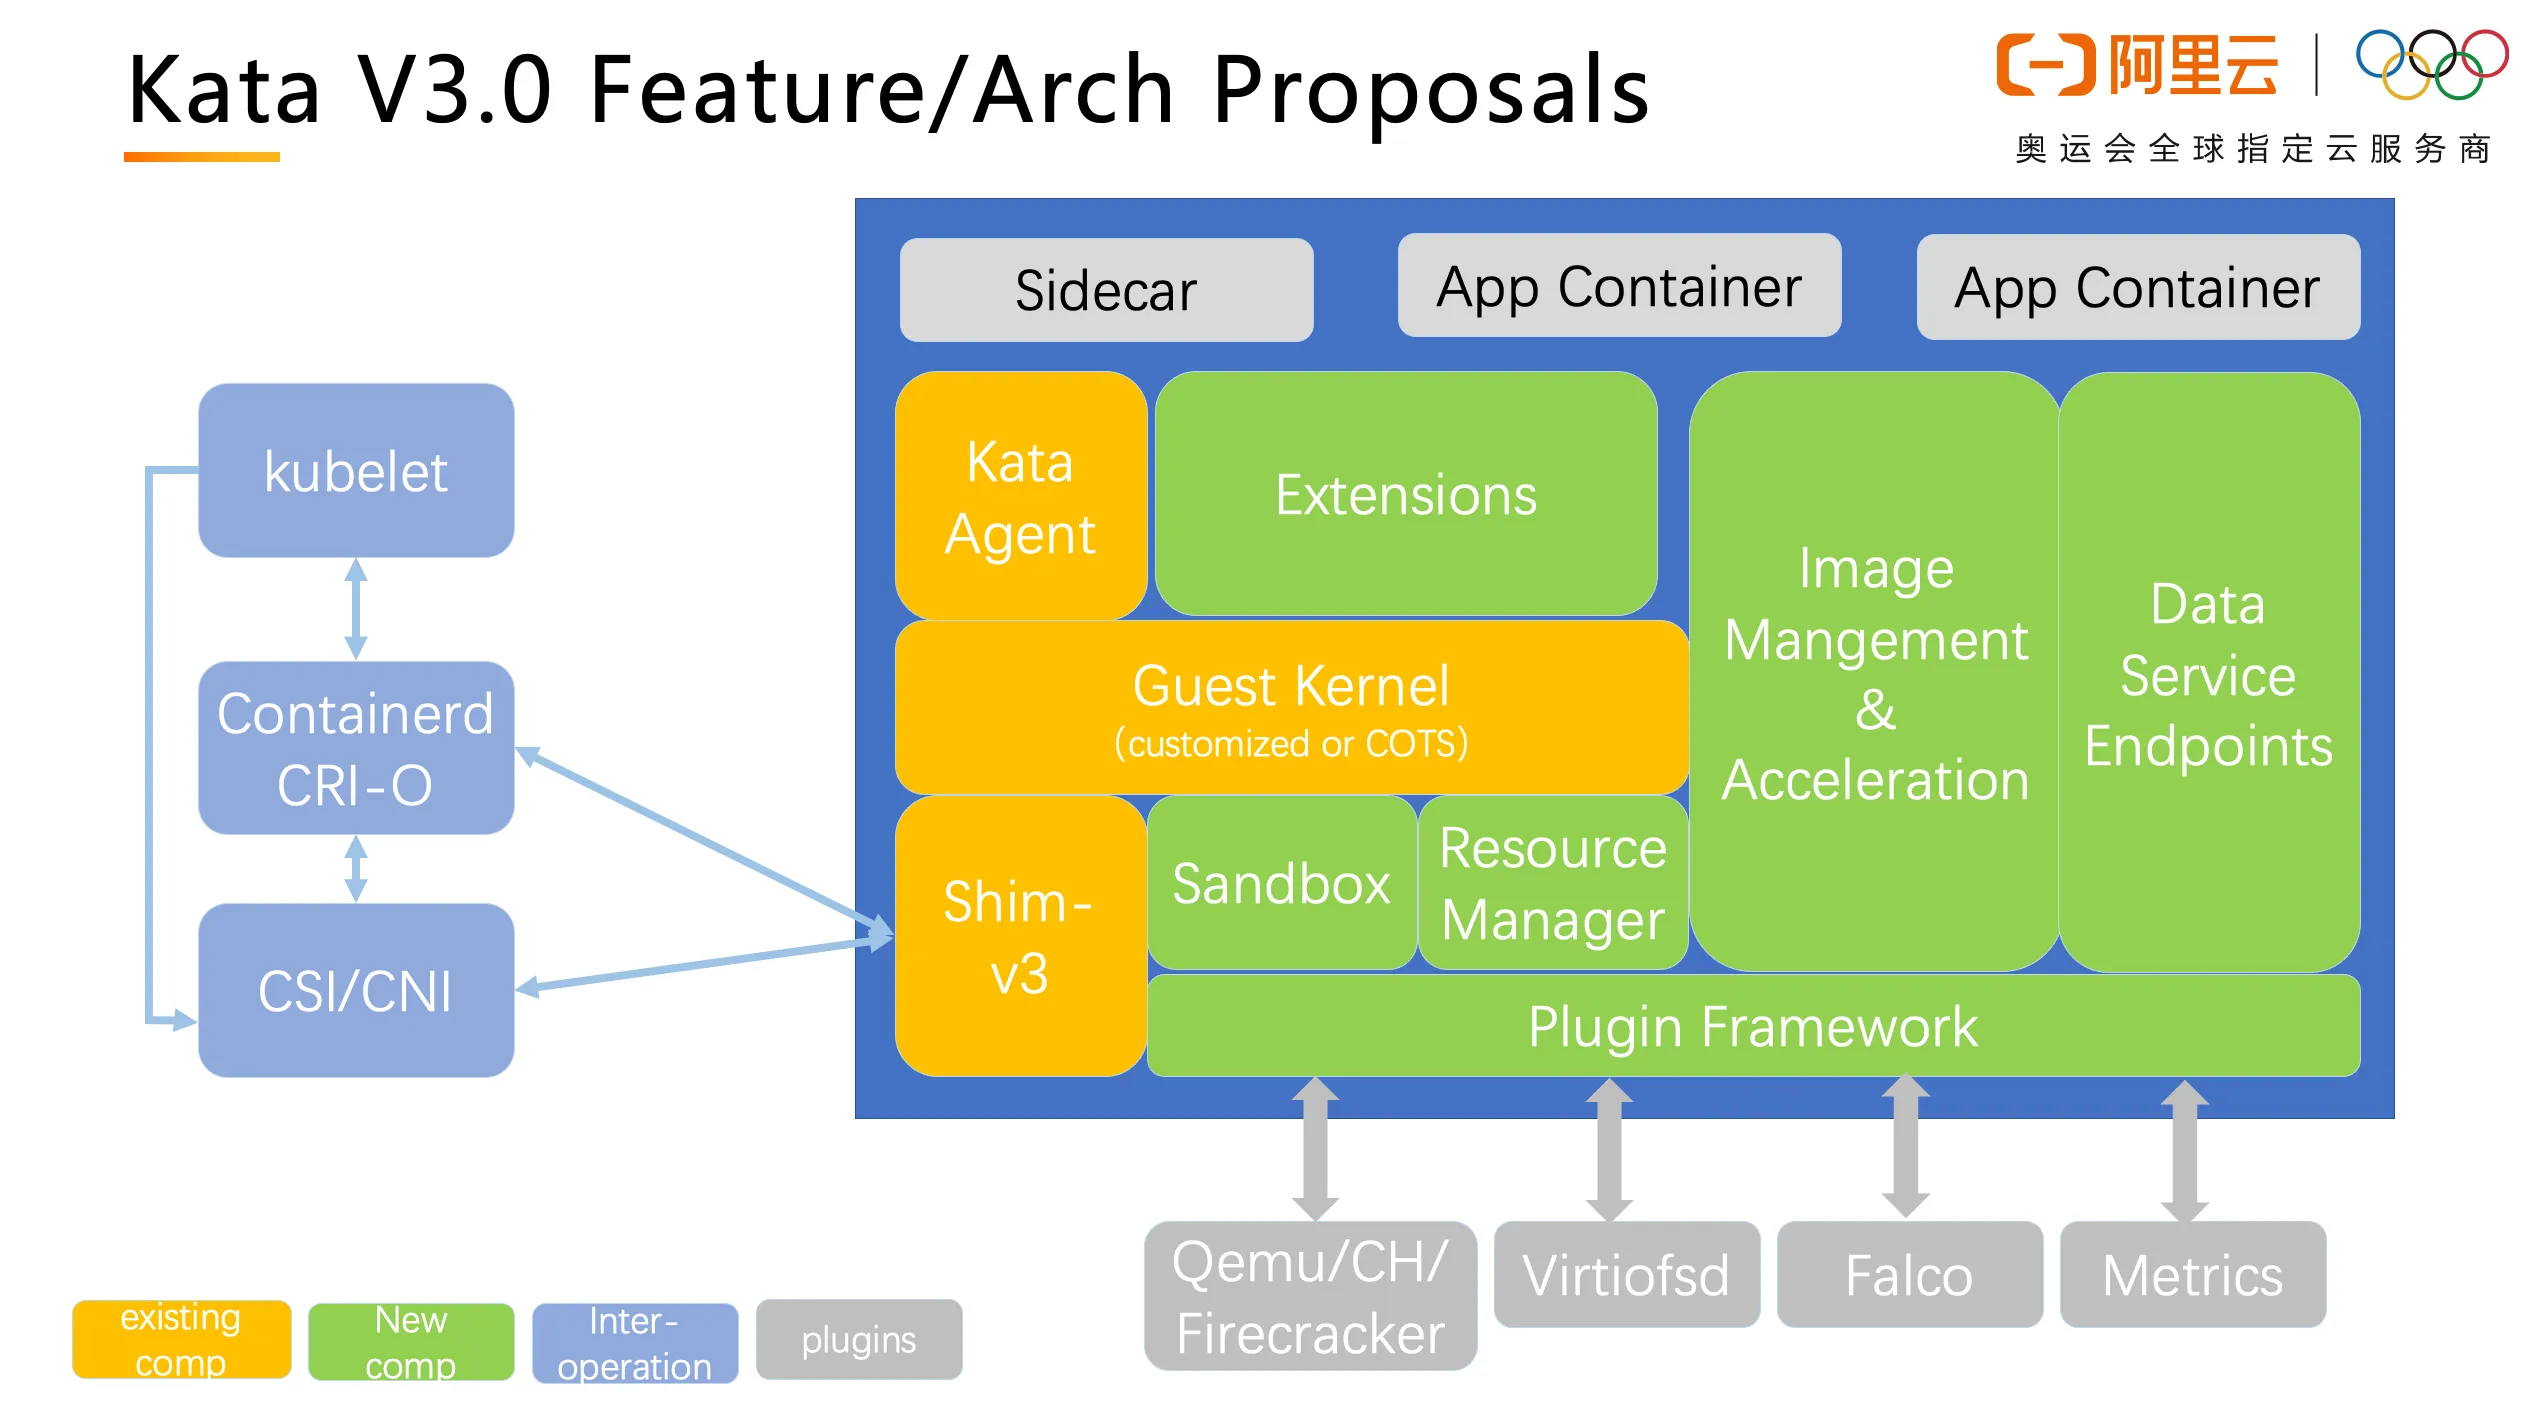 Kata V3.0 Feature/Arch Proposals
阿里云
奥运会全球指定云服务商
Sidecar
App Container
App Container
kubelet
Containerd
CRI-O
CSI/CNI
Kata
Agent
Extensions
Guest Kernel
(customized or COTS)
Shim-
v3
Sandbox
Resource
Manager
Image
Mangement
&
Acceleration
Data
Service
Endpoints
Plugin Framework
Qemu/CH/
Firecracker
Virtiofsd
Falco
Metrics
existing
comp
New
comp
Inter-
operation
plugins